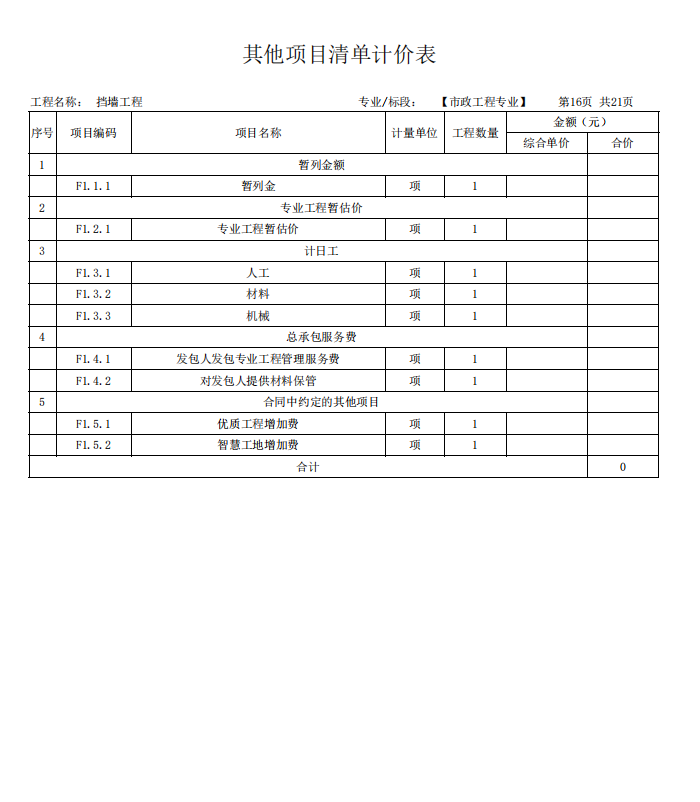 其他项目清单计价表
工程名称： 挡墙工程 专业/标段： 【市政工程专业】 第16页 共21页
序号 项目编码 项目名称 计量单位 工程数量 金额（元）
综合单价 合价
1 暂列金额
F1.1.1 暂列金 项 1
2 专业工程暂估价
F1.2.1 专业工程暂估价 项 1
3 计日工
F1.3.1 人工 项 1
F1.3.2 材料 项 1
F1.3.3 机械 项 1
4 总承包服务费
F1.4.1 发包人发包专业工程管理服务费 项 1
F1.4.2 对发包人提供材料保管 项 1
5 合同中约定的其他项目
F1.5.1 优质工程增加费 项 1
F1.5.2 智慧工地增加费 项 1
合计 0